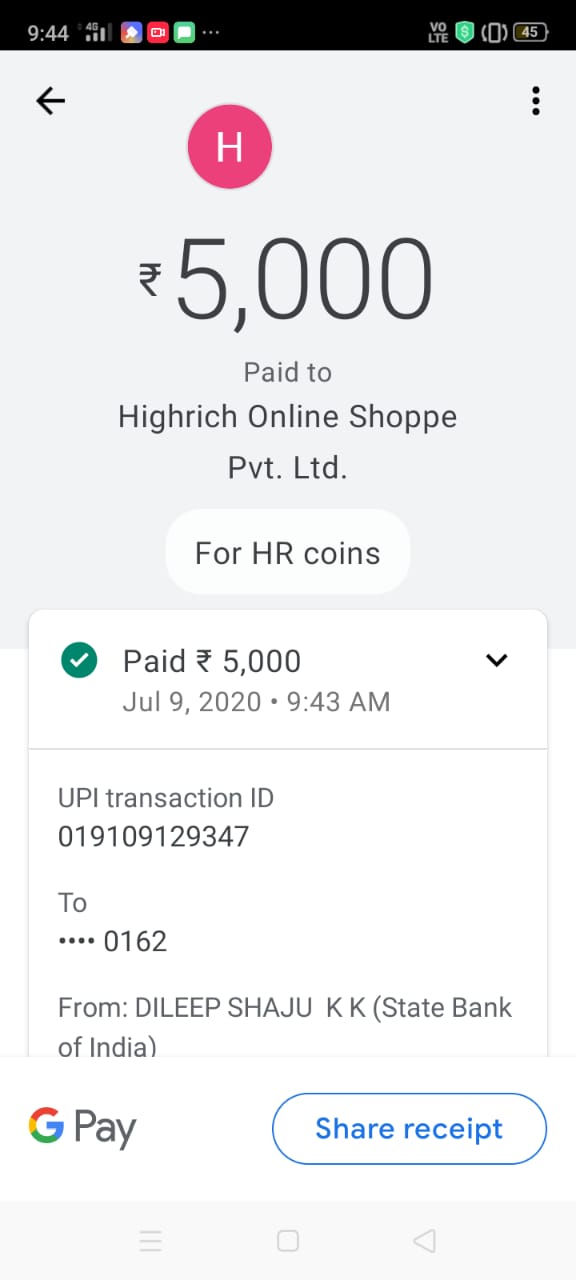 9:44 4G VO LTE 45
H
₹5,000
Paid to
Highrich Online Shoppe
Pvt. Ltd.
For HR coins
Paid ₹ 5,000
Jul 9, 2020 • 9:43 AM
UPI transaction ID
019109129347
To
•••• 0162
From: DILEEP SHAJU  K K (State Bank
of India)
G Pay
Share receipt